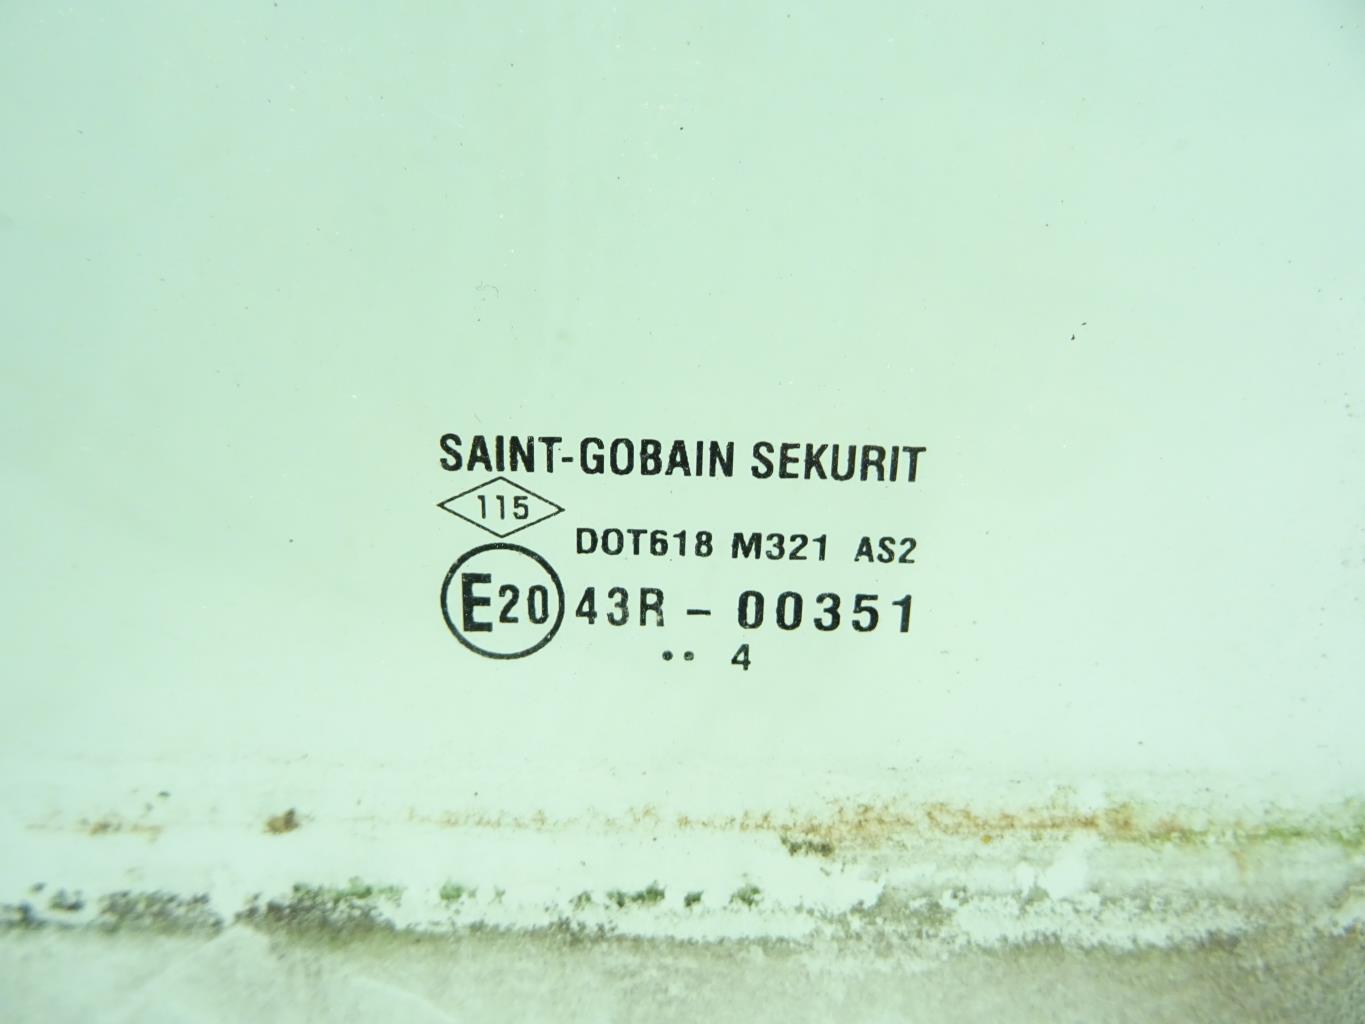 SAINT-GOBAIN SEKURIT
115
DOT618 M321 AS2
E20 43R - 00351
•• 4